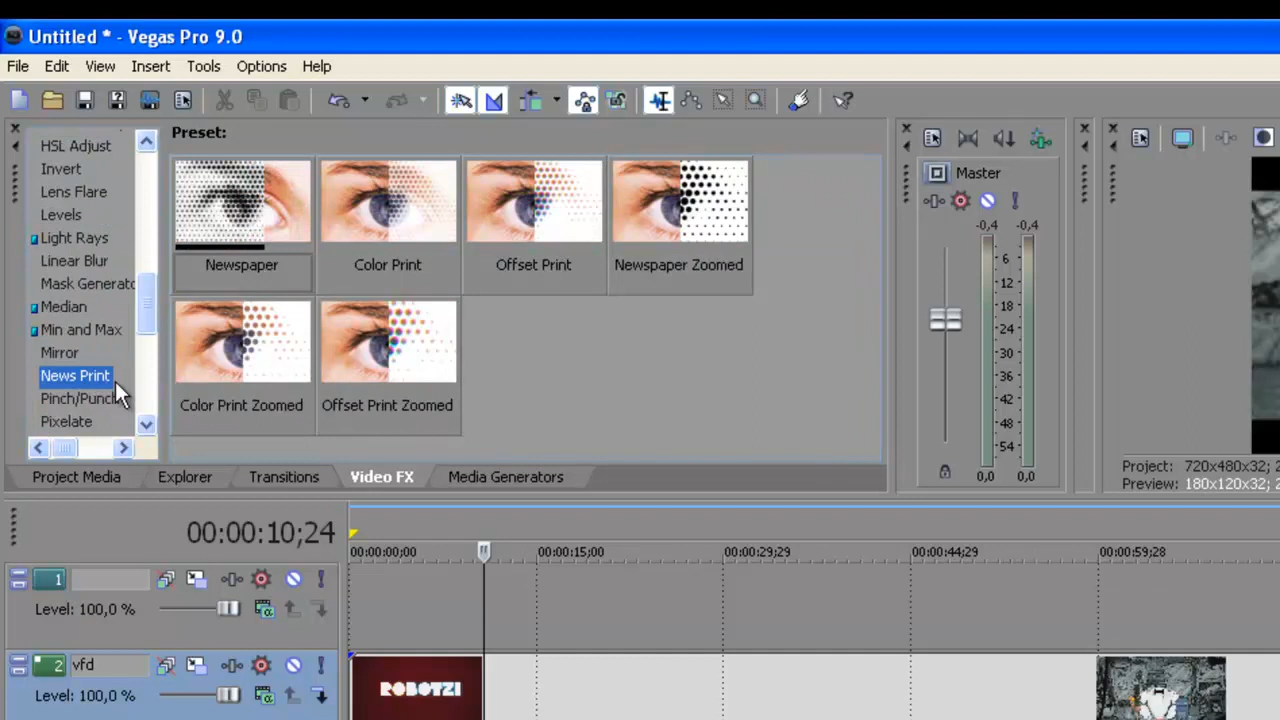 Untitled * - Vegas Pro 9.0
File Edit View Insert Tools Options Help
HSL Adjust
Invert
Lens Flare
Levels
Light Rays
Linear Blur
Mask Generato
Median
Min and Max
Mirror
News Print
Pinch/Punch
Pixelate
Preset:
Newspaper
Color Print
Offset Print
Newspaper Zoomed
Color Print Zoomed
Offset Print Zoomed
Project Media
Explorer
Transitions
Video FX
Media Generators
Master
-0,4 -0,4
6
12
18
24
30
36
42
48
54
0,0 0,0
Project: 720x480x32; 2
Preview: 180x120x32; 2
00:00:10;24
00:00:00;00
00:00:15;00
00:00:29;29
00:00:44;29
00:00:59;28
1
Level: 100,0 %
2 vfd
Level: 100,0 %
ROBOTZI